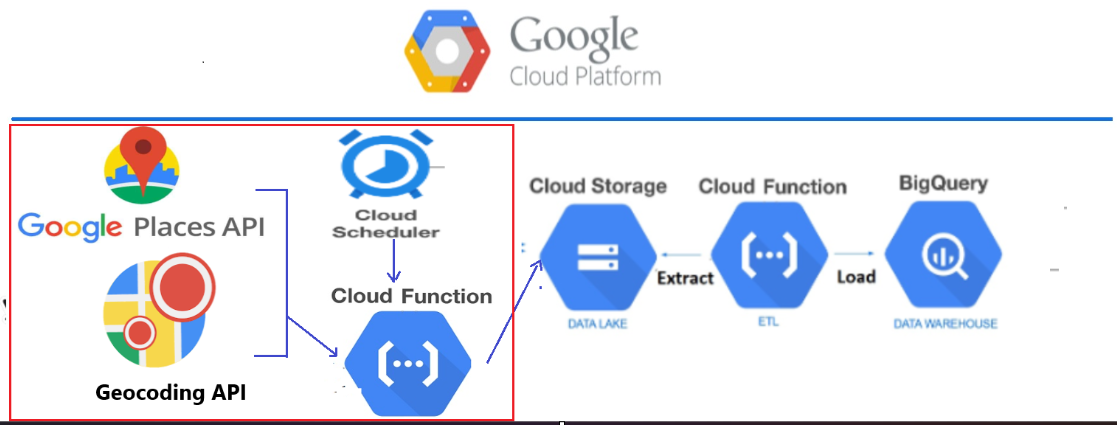 Google
Cloud Platform
Google Places API
Geocoding API
Cloud
Scheduler
Cloud Function
Cloud Storage
DATA LAKE
Extract
Cloud Function
ETL
Load
BigQuery
DATA WAREHOUSE